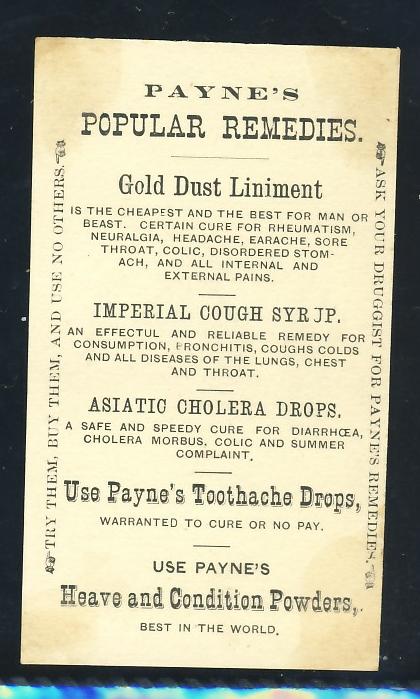 PAYNE'S
POPULAR REMEDIES.
Gold Dust Liniment
IS THE CHEAPEST AND THE BEST FOR MAN OR
BEAST. CERTAIN CURE FOR RHEUMATISM,
NEURALGIA, HEADACHE, EARACHE, SORE
THROAT, COLIC, DISORDERED STOM-
ACH, AND ALL INTERNAL AND
EXTERNAL PAINS.
IMPERIAL COUGH SYRUP.
AN EFFECTUL AND RELIABLE REMEDY FOR
CONSUMPTION, BRONCHITIS, COUGHS COLDS
AND ALL DISEASES OF THE LUNGS, CHEST
AND THROAT.
ASIATIC CHOLERA DROPS.
A SAFE AND SPEEDY CURE FOR DIARRHŒA,
CHOLERA MORBUS, COLIC AND SUMMER
COMPLAINT.
Use Payne's Toothache Drops,
WARRANTED TO CURE OR NO PAY.
USE PAYNE'S
Heave and Condition Powders,
BEST IN THE WORLD.
TRY THEM, BUY THEM, AND USE NO OTHERS.
ASK YOUR DRUGGIST FOR PAYNE'S REMEDIES.